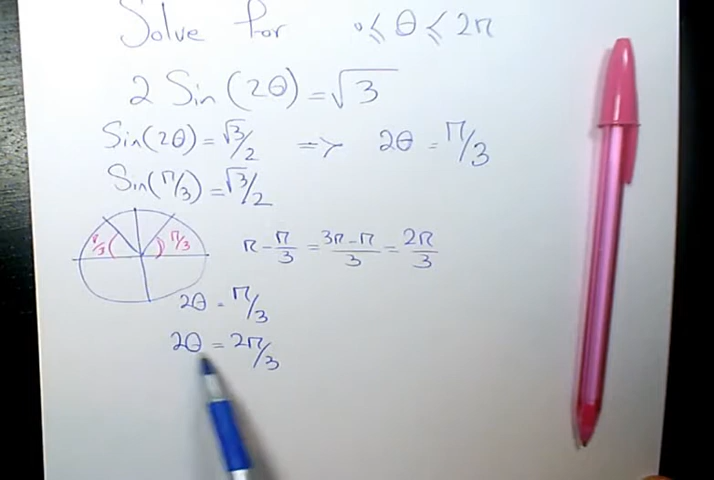 Solve for 0 ≤ θ ≤ 2π
2 Sin (2θ) = √3
Sin(2θ) = √3/2 => 2θ = π/3
Sin(π/3) = √3/2
π/3 π/3 π - π/3 = 3π - π/3 = 2π/3
2θ = π/3
2θ = 2π/3